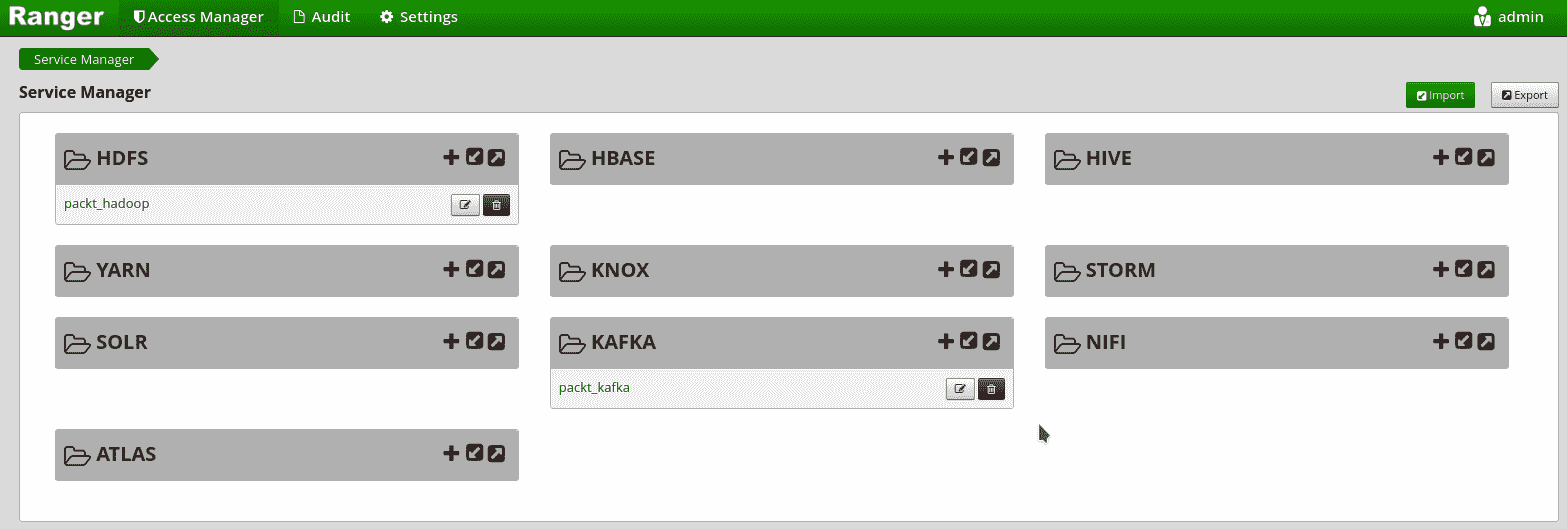 Ranger Access Manager Audit Settings admin
Service Manager
Service Manager Import Export
HDFS HBASE HIVE
packt_hadoop
YARN KNOX STORM
SOLR KAFKA NIFI
packt_kafka
ATLAS